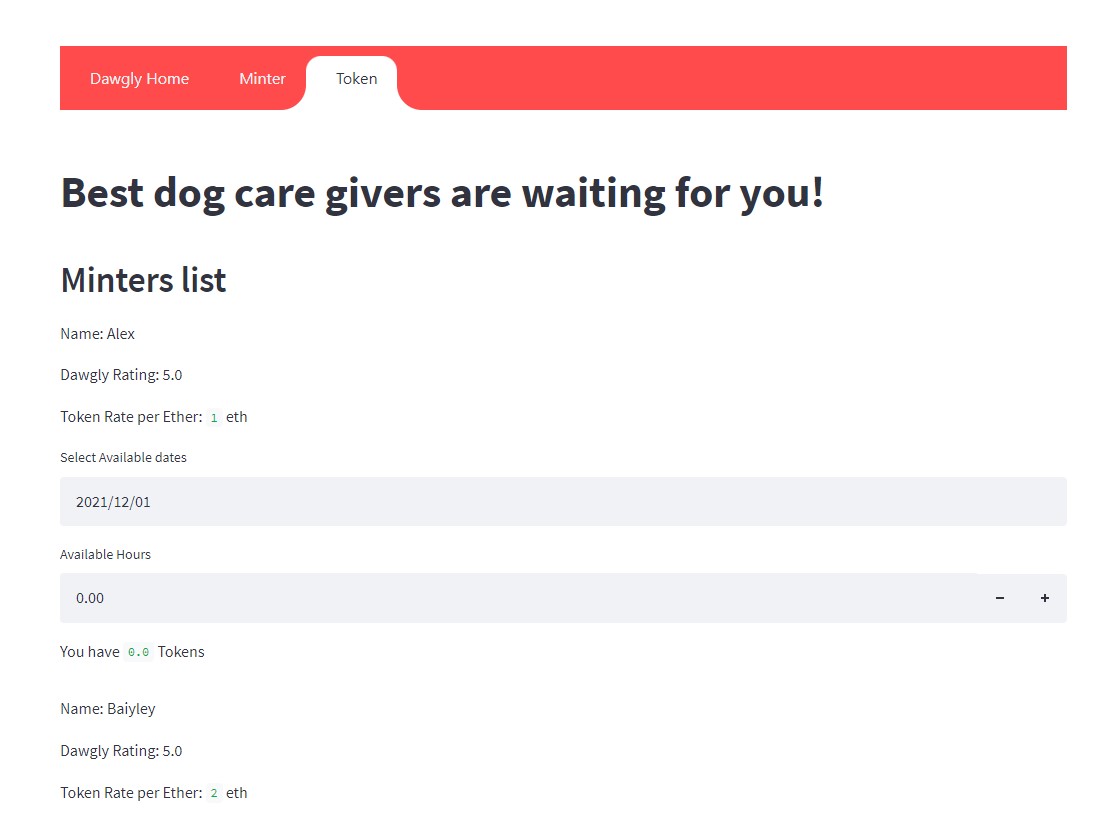 Dawgly Home Minter Token
Best dog care givers are waiting for you!
Minters list
Name: Alex
Dawgly Rating: 5.0
Token Rate per Ether: 1 eth
Select Available dates
2021/12/01
Available Hours
0.00 − +
You have 0.0 Tokens
Name: Baiyley
Dawgly Rating: 5.0
Token Rate per Ether: 2 eth